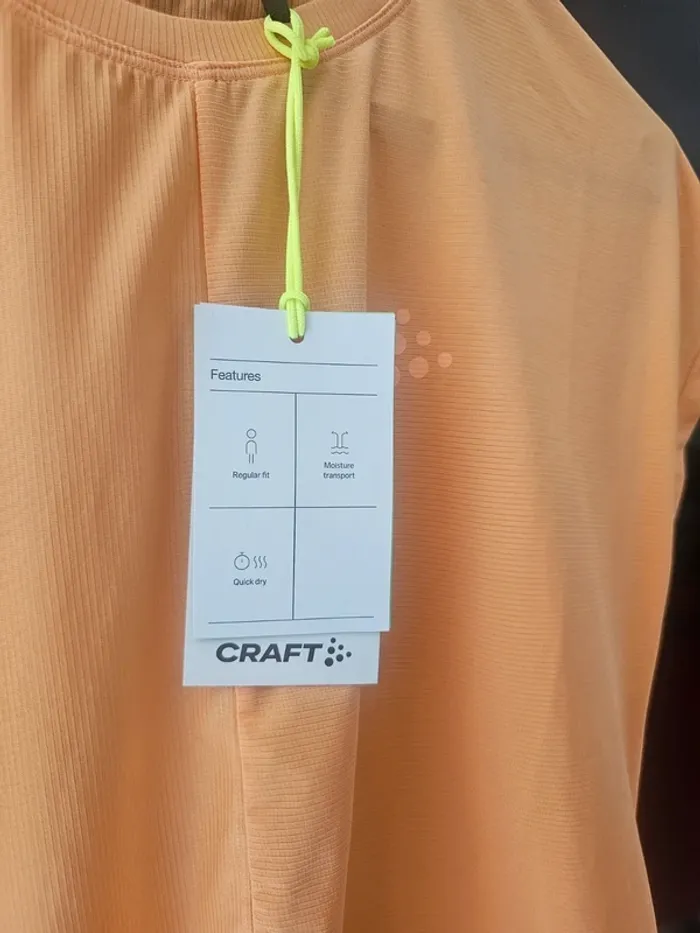 Features
Regular fit
Moisture
transport
Quick dry
CRAFT